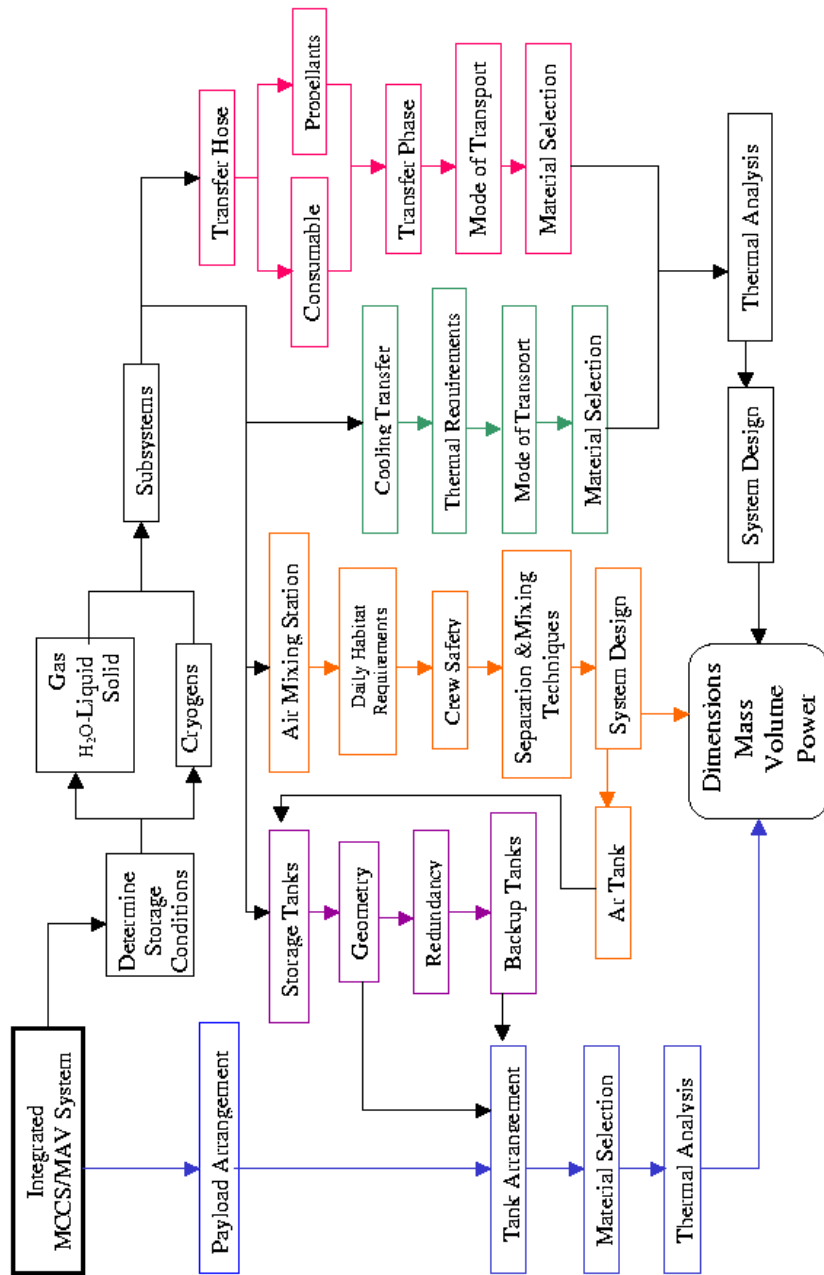 Integrated
MCCS/MAV System
Determine
Storage
Conditions
Gas
H₂O-Liquid
Solid
Cryogens
Subsystems
Payload Arrangement
Storage Tanks
Geometry
Redundancy
Backup Tanks
Tank Arrangement
Material Selection
Thermal Analysis
Air Mixing Station
Daily Habitat
Requirements
Crew Safety
Separation &Mixing
Techniques
System Design
Ar Tank
Cooling Transfer
Thermal Requirements
Mode of Transport
Material Selection
Transfer Hose
Consumable
Propellants
Transfer Phase
Mode of Transport
Material Selection
Thermal Analysis
System Design
Dimensions
Mass
Volume
Power